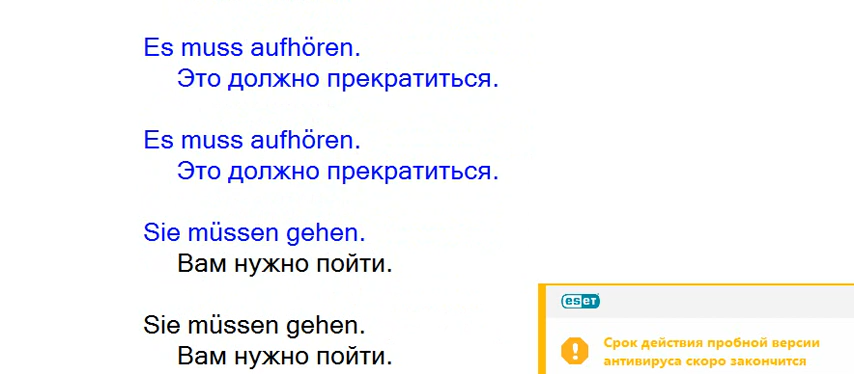 Es muss aufhören.
Это должно прекратиться.
Es muss aufhören.
Это должно прекратиться.
Sie müssen gehen.
Вам нужно пойти.
Sie müssen gehen.
Вам нужно пойти.
eseT
Срок действия пробной версии
антивируса скоро закончится